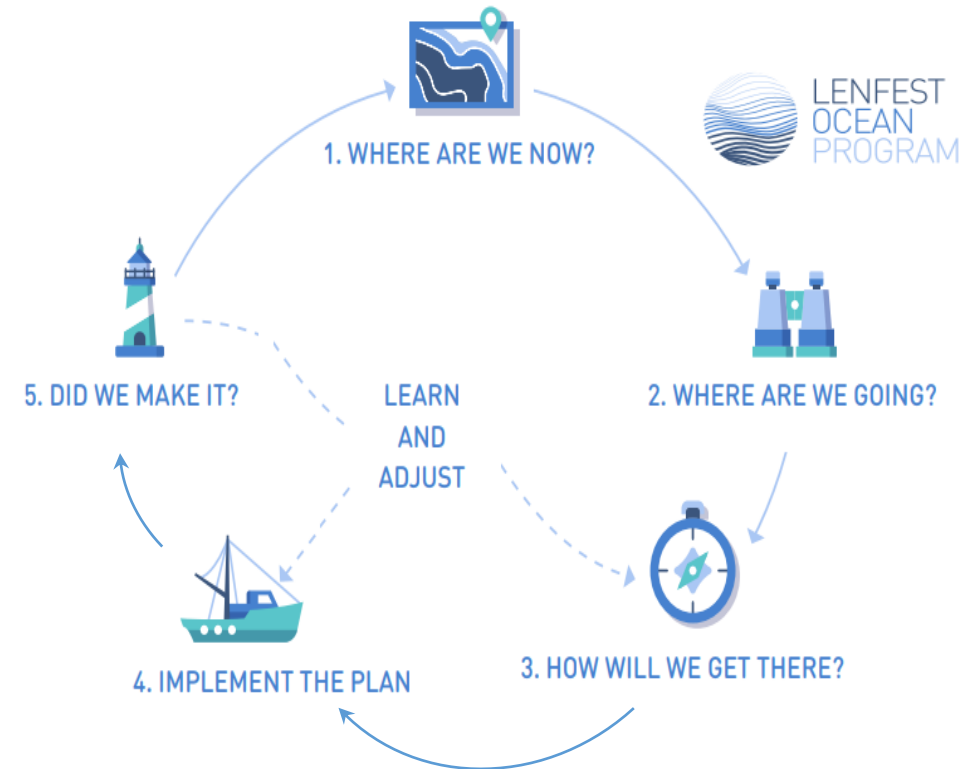 1. WHERE ARE WE NOW?
LENFEST
OCEAN
PROGRAM
5. DID WE MAKE IT?
LEARN
AND
ADJUST
2. WHERE ARE WE GOING?
4. IMPLEMENT THE PLAN
3. HOW WILL WE GET THERE?